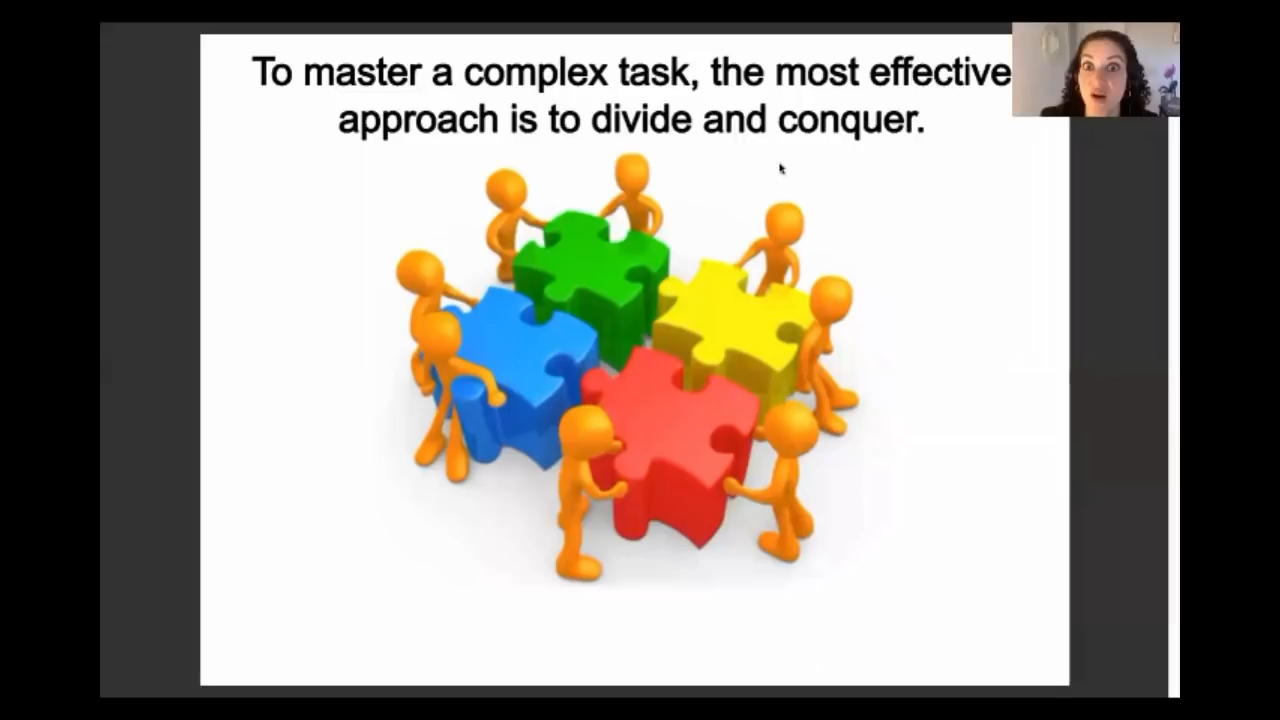 To master a complex task, the most effective
approach is to divide and conquer.